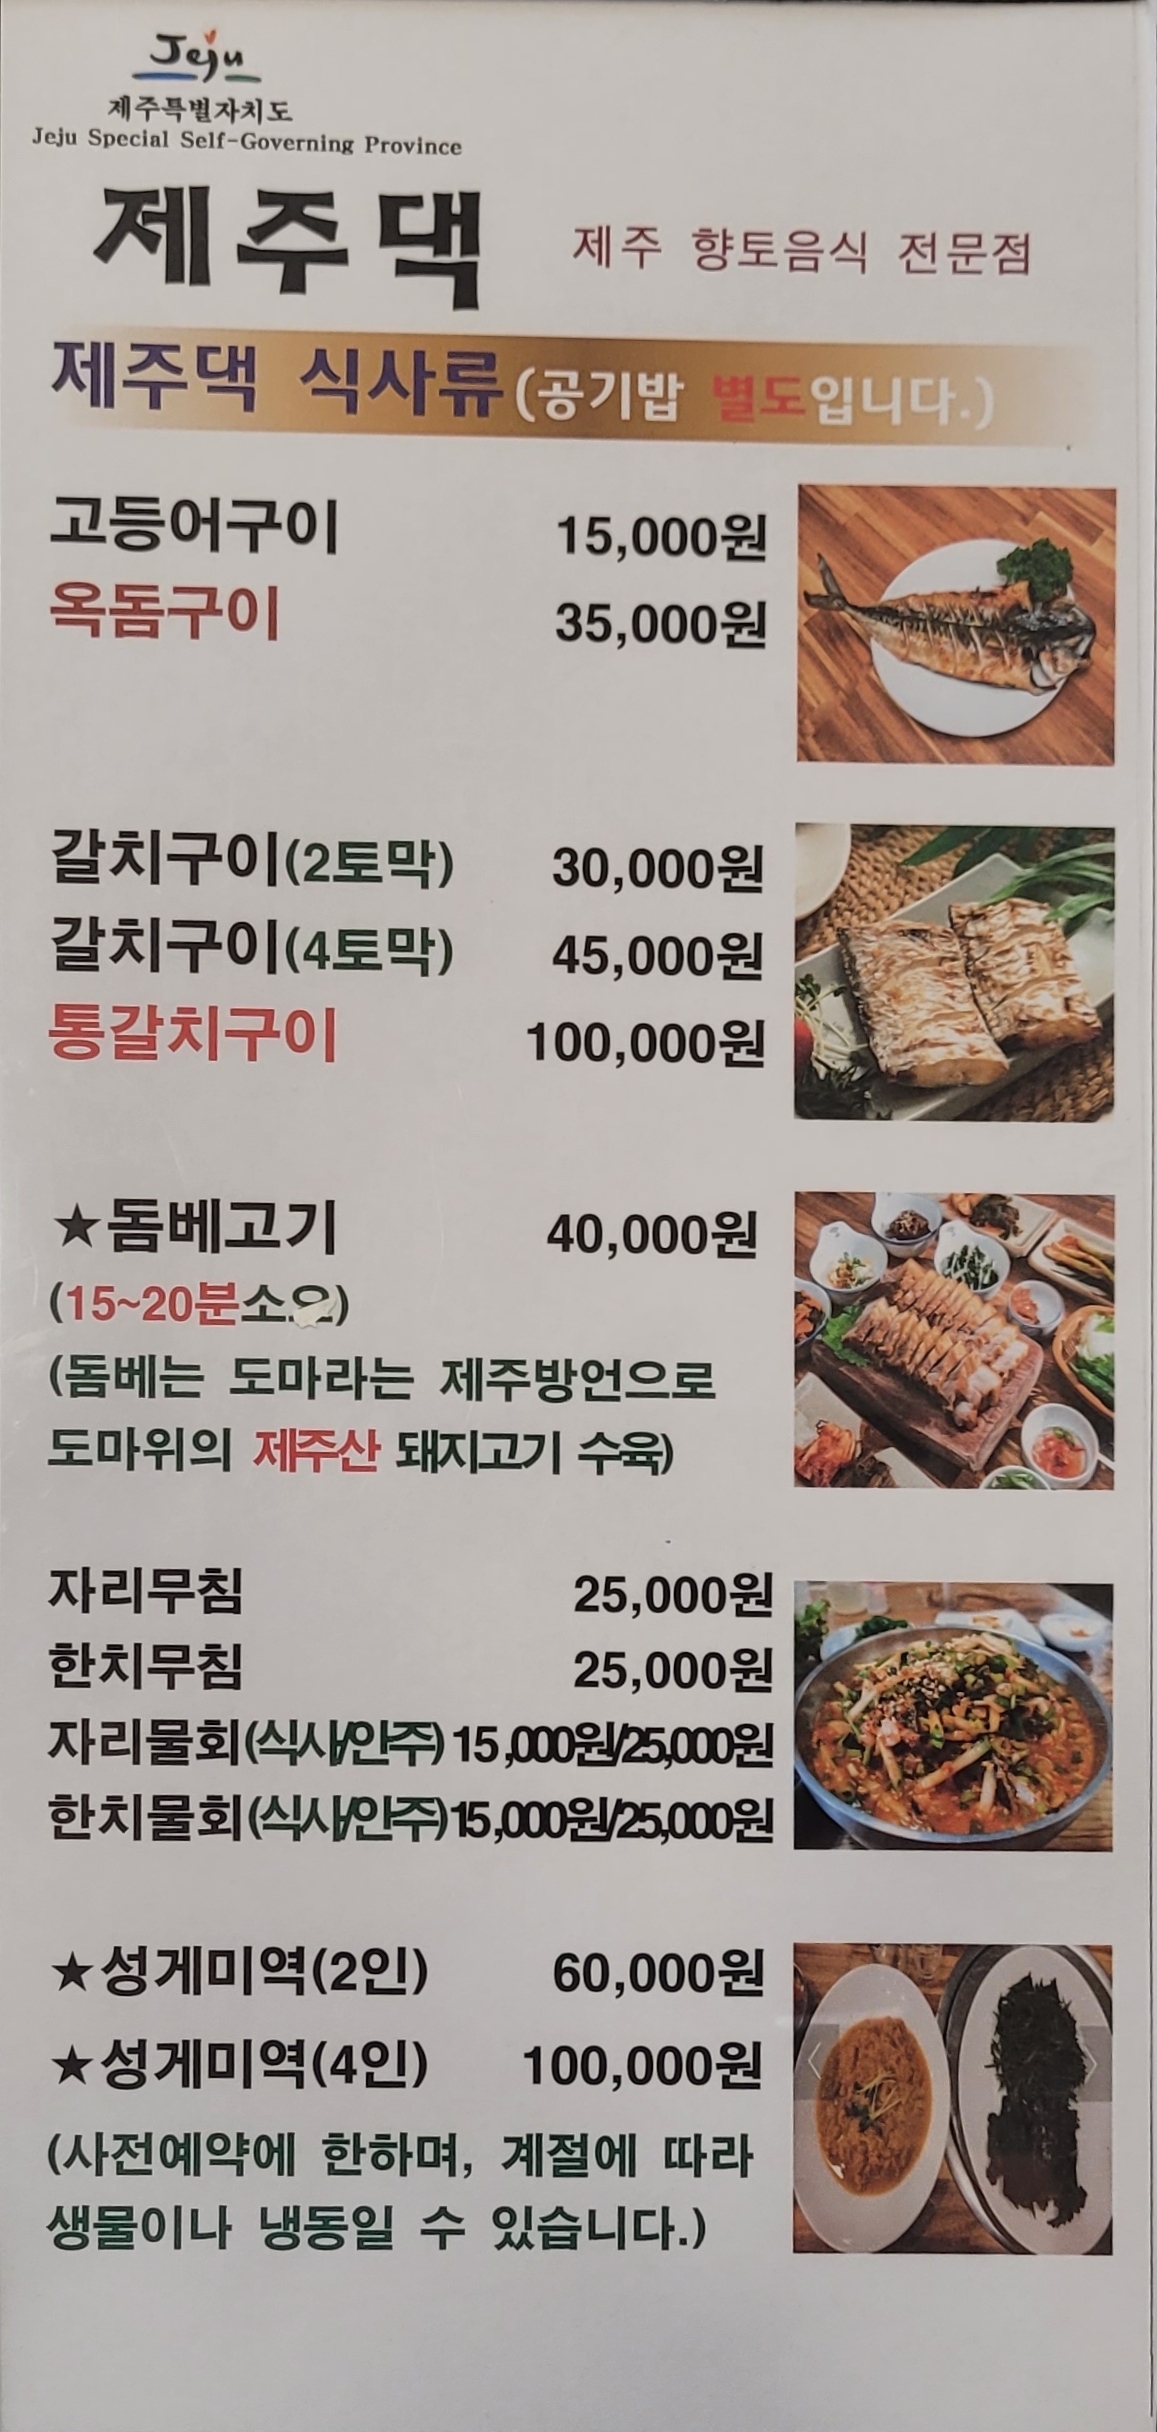 Jeju
제주특별자치도
Jeju Special Self-Governing Province
제주댁 제주 향토음식 전문점
제주댁 식사류(공기밥 별도입니다.)
고등어구이 15,000원
옥돔구이 35,000원
갈치구이(2토막) 30,000원
갈치구이(4토막) 45,000원
통갈치구이 100,000원
★돔베고기 40,000원
(15~20분소요)
(돔베는 도마라는 제주방언으로
도마위의 제주산 돼지고기 수육)
자리무침 25,000원
한치무침 25,000원
자리물회(식사/안주) 15,000원/25,000원
한치물회(식사/안주) 15,000원/25,000원
★성게미역(2인) 60,000원
★성게미역(4인) 100,000원
(사전예약에 한하며, 계절에 따라
생물이나 냉동일 수 있습니다.)